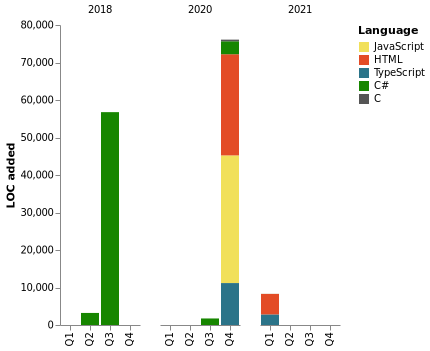 2018 2020 2021
Language
JavaScript
HTML
TypeScript
C#
C
LOC added
80,000
70,000
60,000
50,000
40,000
30,000
20,000
10,000
0
Q1 Q2 Q3 Q4 Q1 Q2 Q3 Q4 Q1 Q2 Q3 Q4